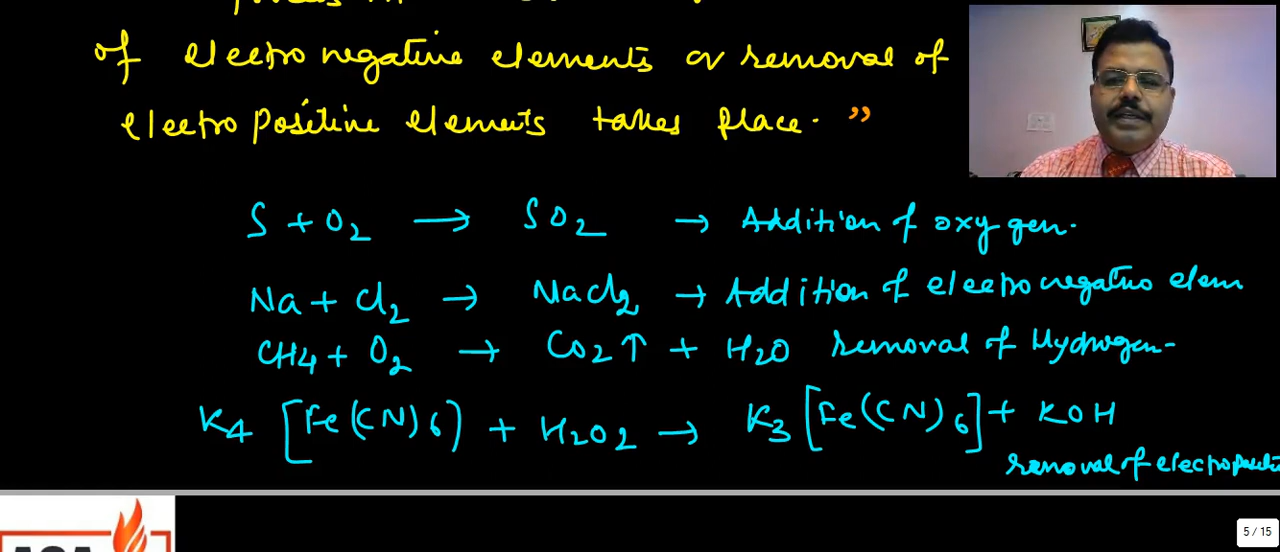 of electronegative elements or removal of
electropositive elements takes place. ”
S + O2 → SO2 → Addition of oxygen.
Na + Cl2 → NaCl2 → Addition of electronegative elem
CH4 + O2 → CO2↑ + H2O removal of Hydrogen-
K4 [Fe(CN)6] + H2O2 → K3 [Fe(CN)6] + KOH
removal of electropositi
5 / 15